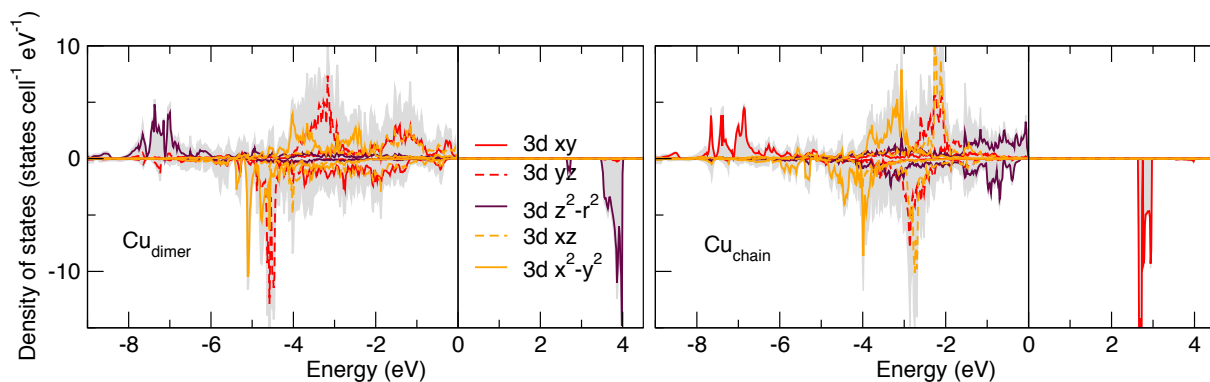 Density of states (states cell⁻¹ eV⁻¹)
10
0
-10
Cu_dimer
3d xy
3d yz
3d z²-r²
3d xz
3d x²-y²
Cu_chain
-8 -6 -4 -2 0 2 4
-8 -6 -4 -2 0 2 4
Energy (eV)
Energy (eV)